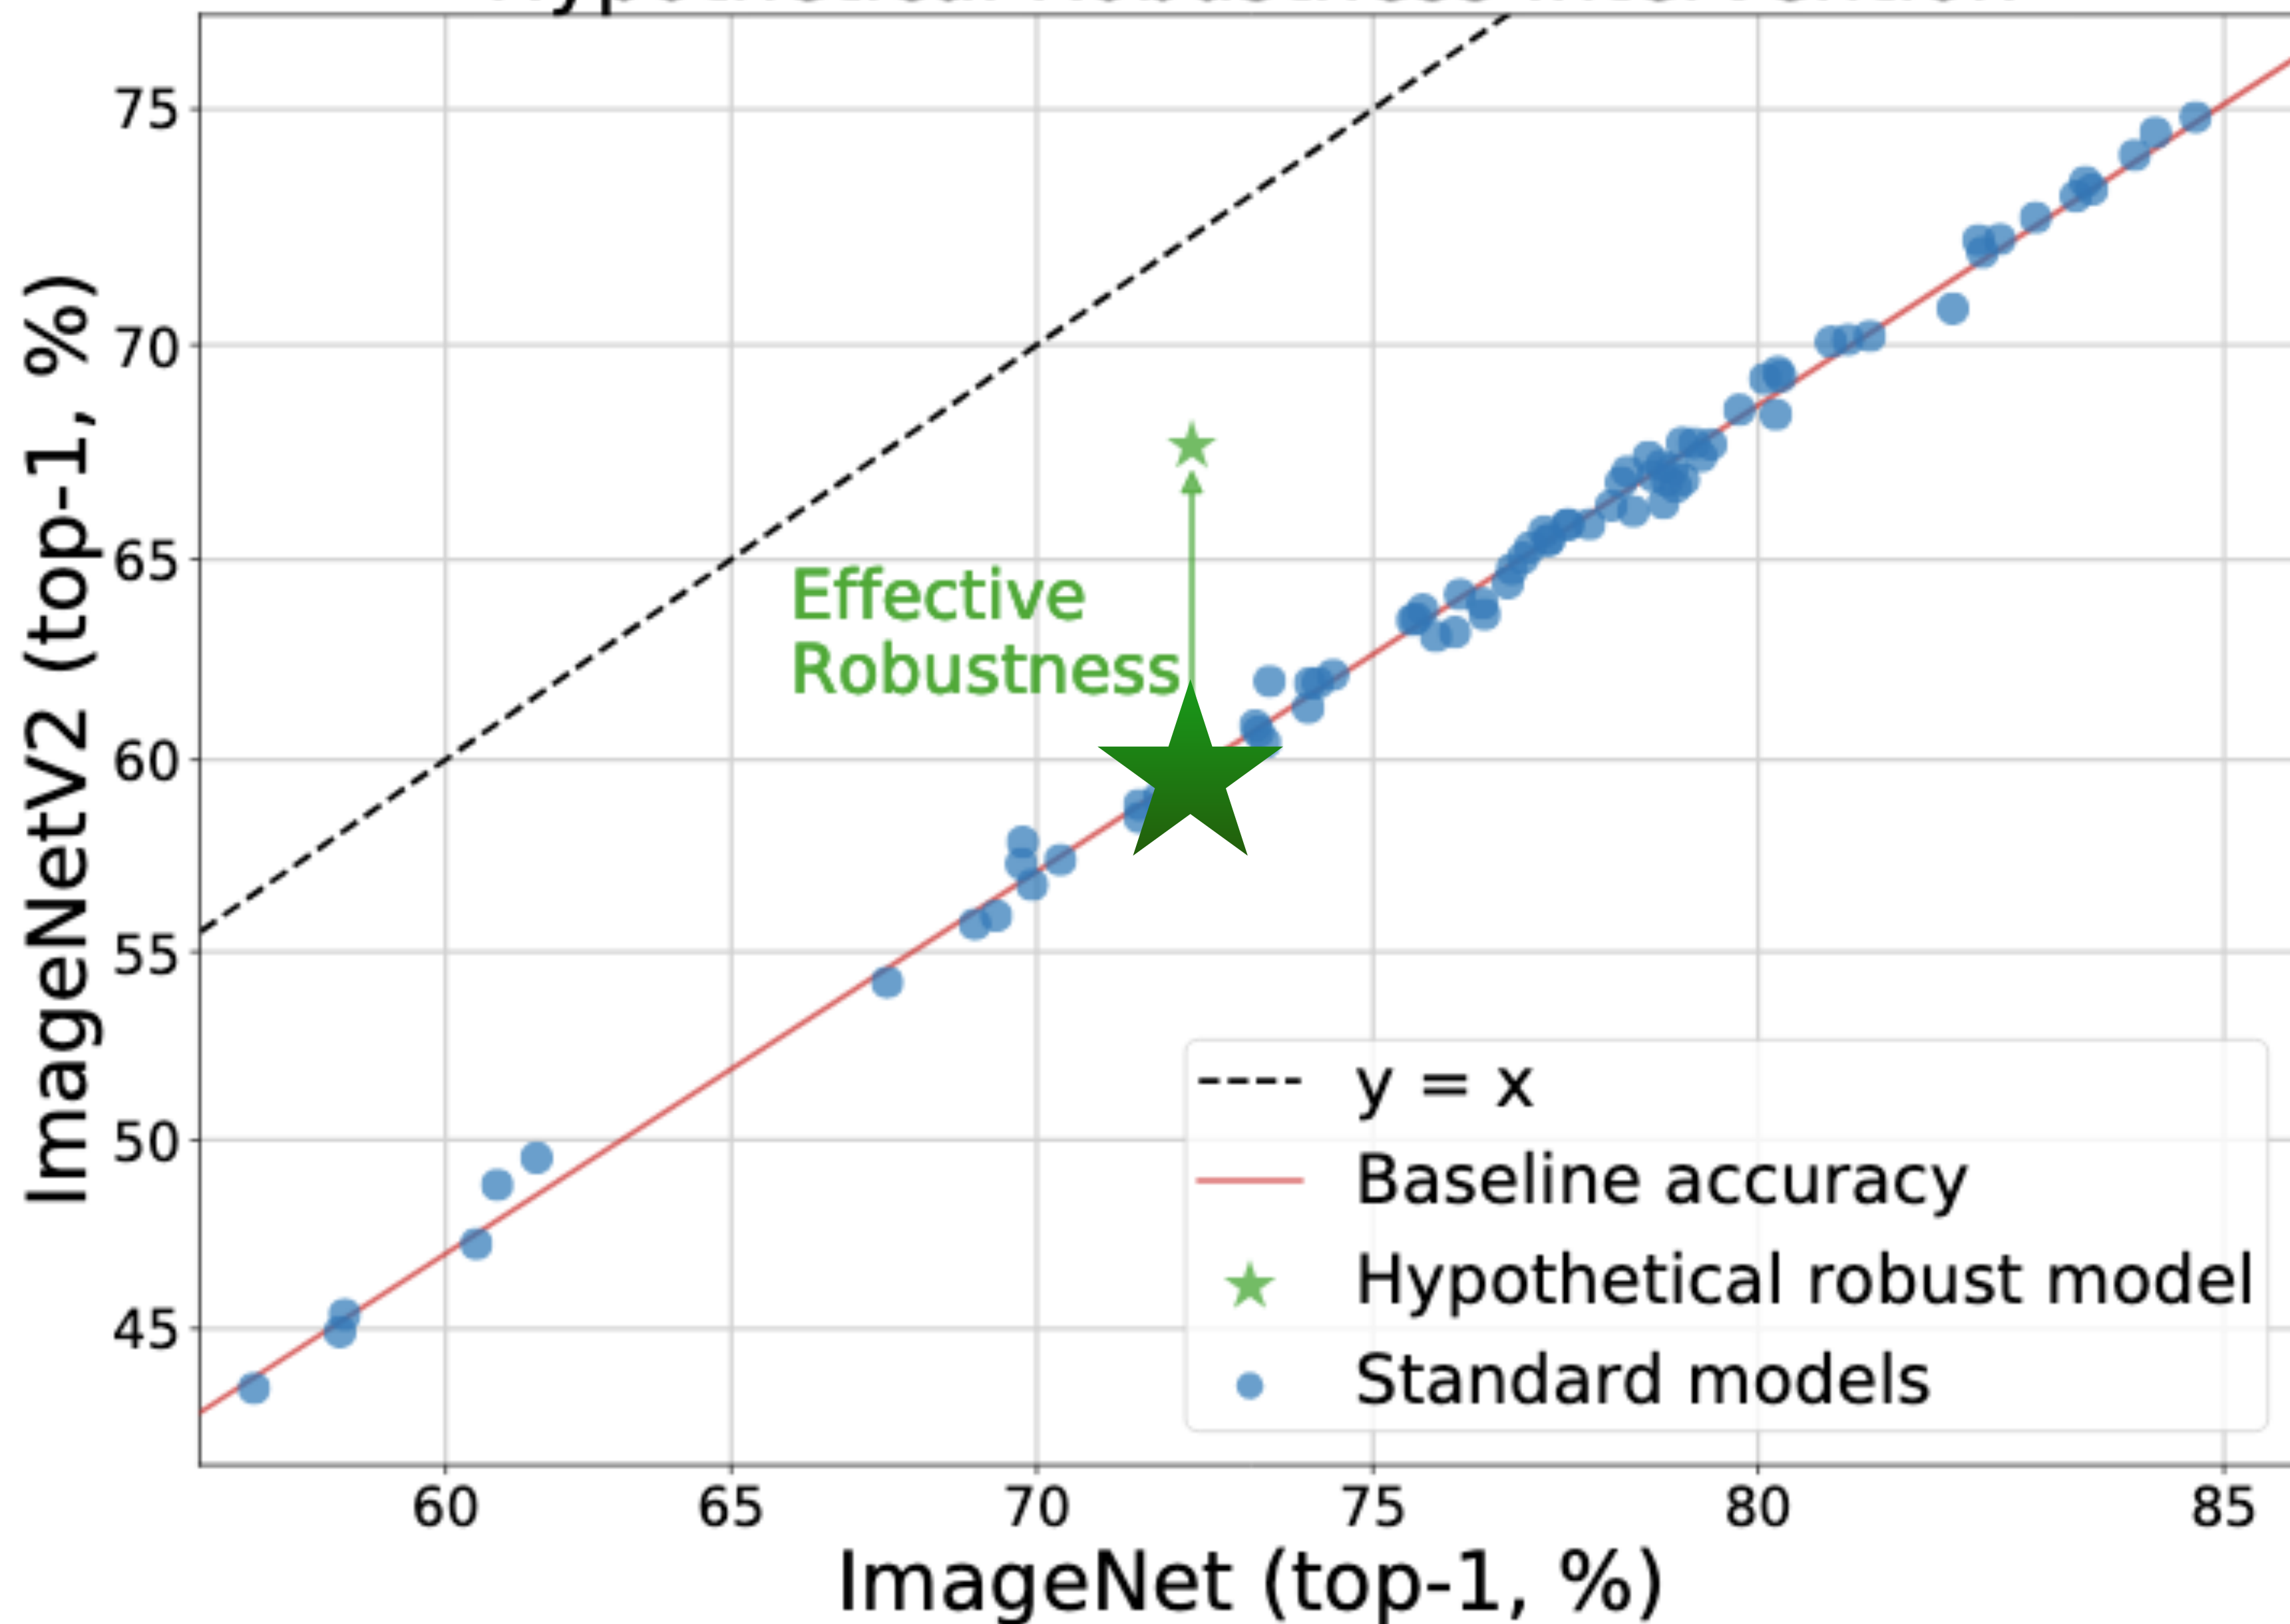 75
70
65
60
55
50
45
ImageNetV2 (top-1, %)
Effective
Robustness
y = x
Baseline accuracy
Hypothetical robust model
Standard models
60
65
70
75
80
85
ImageNet (top-1, %)